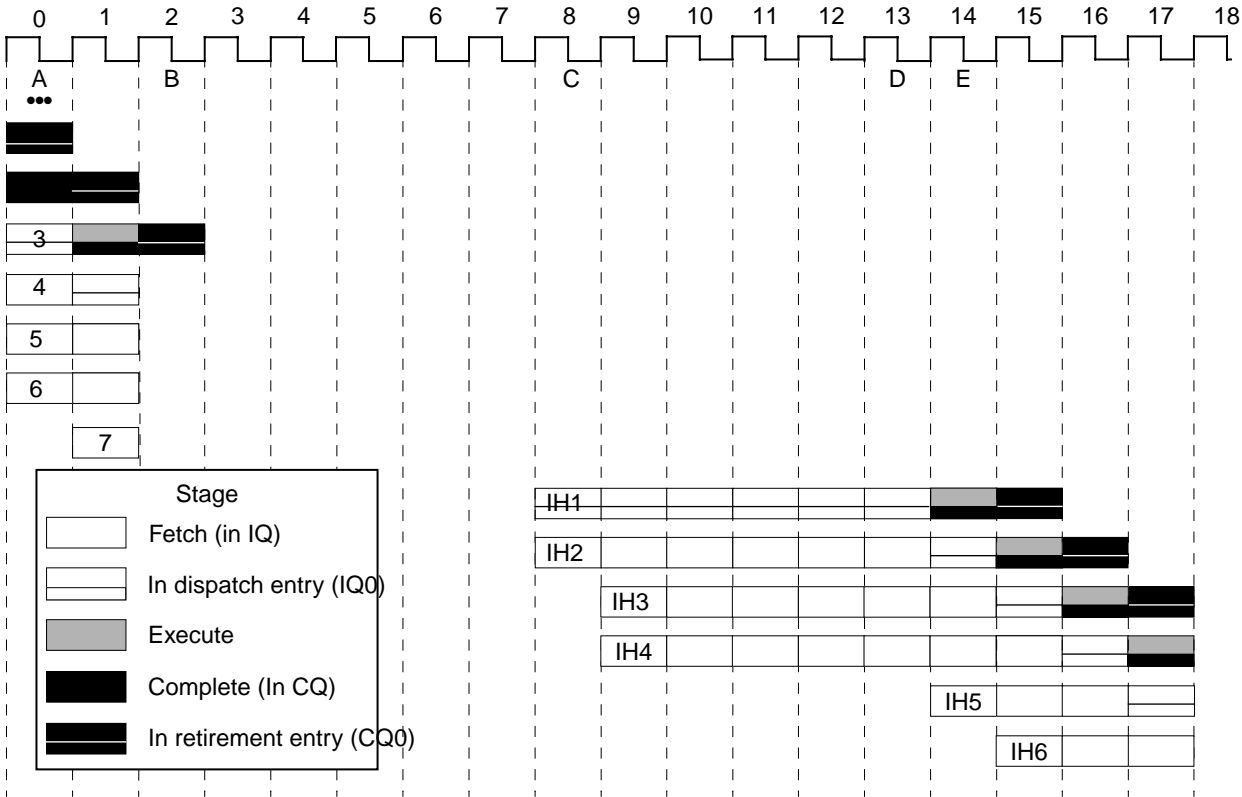 0 1 2 3 4 5 6 7 8 9 10 11 12 13 14 15 16 17 18
A B C D E
•••
3
4
5
6
7
Stage
Fetch (in IQ)
In dispatch entry (IQ0)
Execute
Complete (In CQ)
In retirement entry (CQ0)
IH1
IH2
IH3
IH4
IH5
IH6